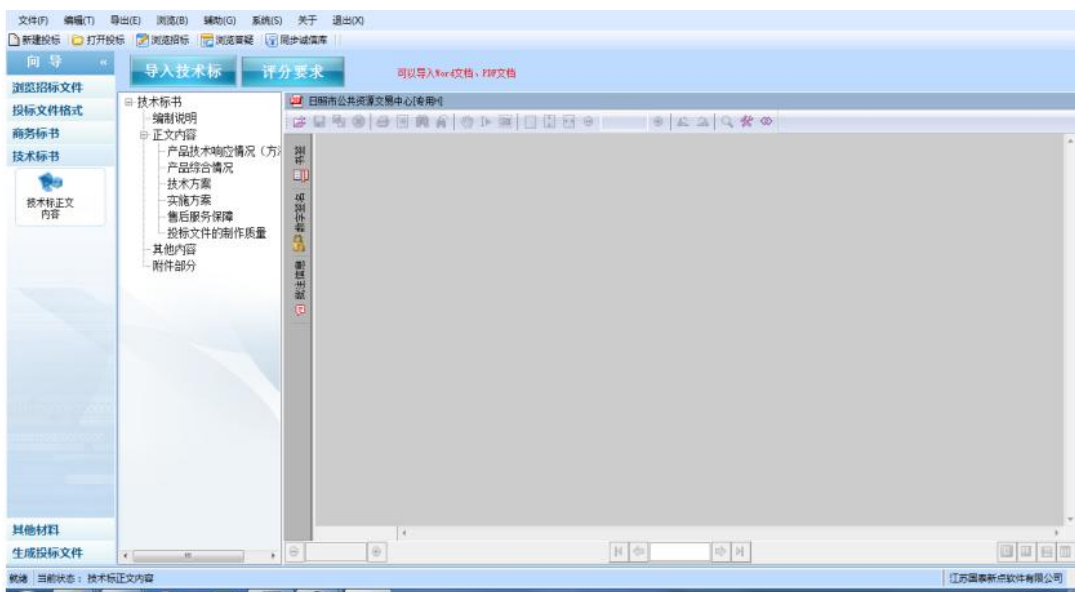 文件(F) 编辑(T) 导出(E) 浏览(B) 辅助(G) 系统(S) 关于 退出(X)
新建投标 打开投标 浏览招标 浏览答疑 同步诚信库
向 导 «
导入技术标 评分要求 可以导入Word文档，PDF文档
浏览招标文件
投标文件格式
商务标书
技术标书
技术标正文
内容
技术标书
编制说明
正文内容
产品技术响应情况（方
产品综合情况
技术方案
实施方案
售后服务保障
投标文件的制作质量
其他内容
附件部分
日照市公共资源交易中心[专用]
书签
数字签名
批注信息
其他材料
生成投标文件
就绪 当前状态：技术标正文内容 江苏国泰新点软件有限公司